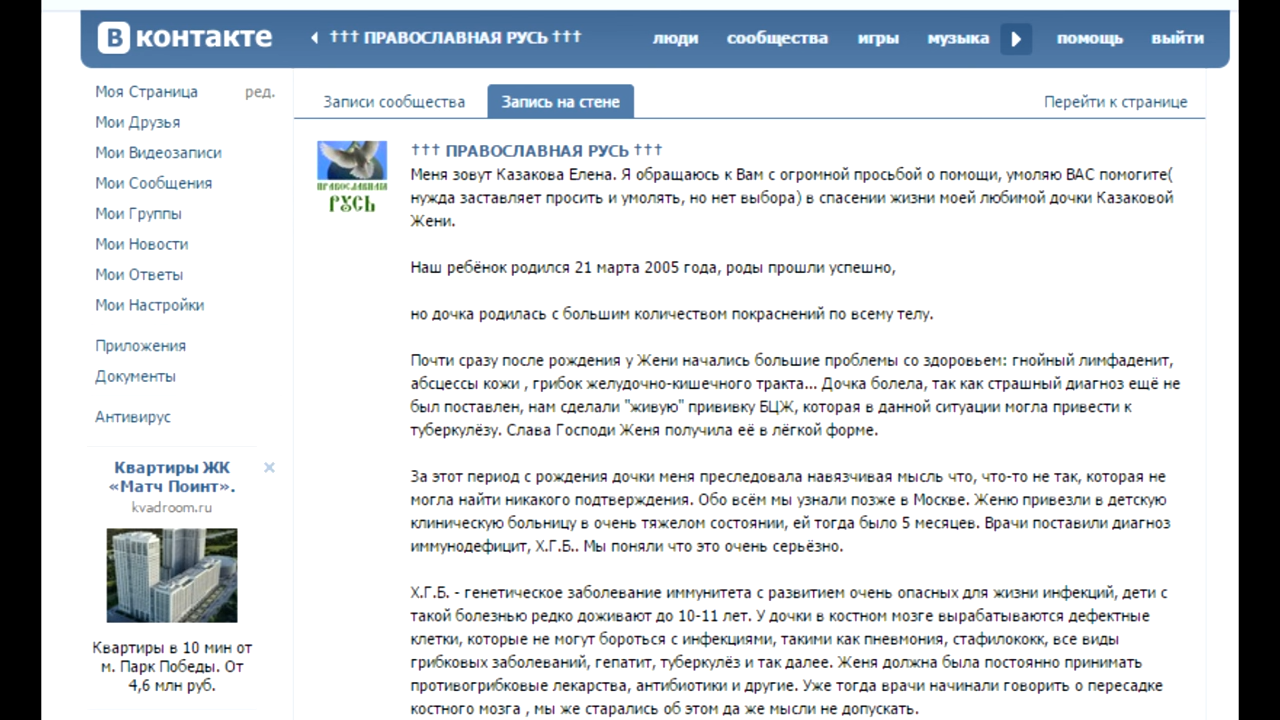 В контакте
††† ПРАВОСЛАВНАЯ РУСЬ †††
люди
сообщества
игры
музыка
помощь
выйти
Моя Страница
ред.
Мои Друзья
Мои Видеозаписи
Мои Сообщения
Мои Группы
Мои Новости
Мои Ответы
Мои Настройки
Приложения
Документы
Антивирус
Квартиры ЖК
«Матч Поинт».
kvadroom.ru
Квартиры в 10 мин от
м. Парк Победы. От
4,6 млн руб.
Записи сообщества
Запись на стене
Перейти к странице
ПРАВОСЛАВНАЯ
РУСЬ
††† ПРАВОСЛАВНАЯ РУСЬ †††
Меня зовут Казакова Елена. Я обращаюсь к Вам с огромной просьбой о помощи, умоляю ВАС помогите(
нужда заставляет просить и умолять, но нет выбора) в спасении жизни моей любимой дочки Казаковой
Жени.
Наш ребёнок родился 21 марта 2005 года, роды прошли успешно,
но дочка родилась с большим количеством покраснений по всему телу.
Почти сразу после рождения у Жени начались большие проблемы со здоровьем: гнойный лимфаденит,
абсцессы кожи , грибок желудочно-кишечного тракта... Дочка болела, так как страшный диагноз ещё не
был поставлен, нам сделали "живую" прививку БЦЖ, которая в данной ситуации могла привести к
туберкулёзу. Слава Господи Женя получила её в лёгкой форме.
За этот период с рождения дочки меня преследовала навязчивая мысль что, что-то не так, которая не
могла найти никакого подтверждения. Обо всём мы узнали позже в Москве. Женю привезли в детскую
клиническую больницу в очень тяжелом состоянии, ей тогда было 5 месяцев. Врачи поставили диагноз
иммунодефицит, Х.Г.Б.. Мы поняли что это очень серьёзно.
Х.Г.Б. - генетическое заболевание иммунитета с развитием очень опасных для жизни инфекций, дети с
такой болезнью редко доживают до 10-11 лет. У дочки в костном мозге вырабатываются дефектные
клетки, которые не могут бороться с инфекциями, такими как пневмония, стафилококк, все виды
грибковых заболеваний, гепатит, туберкулёз и так далее. Женя должна была постоянно принимать
противогрибковые лекарства, антибиотики и другие. Уже тогда врачи начинали говорить о пересадке
костного мозга , мы же старались об этом да же мысли не допускать.